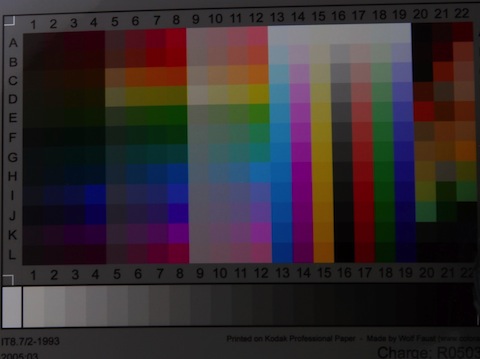 1 2 3 4 5 6 7 8 9 10 11 12 13 14 15 16 17 18 19 20 21 22
A
B
C
D
E
F
G
H
I
J
K
L
1 2 3 4 5 6 7 8 9 10 11 12 13 14 15 16 17 18 19 20 21 22
IT8.7/2-1993
Printed on Kodak Professional Paper - Made by Wolf Faust
2005:03
Charge: R0503